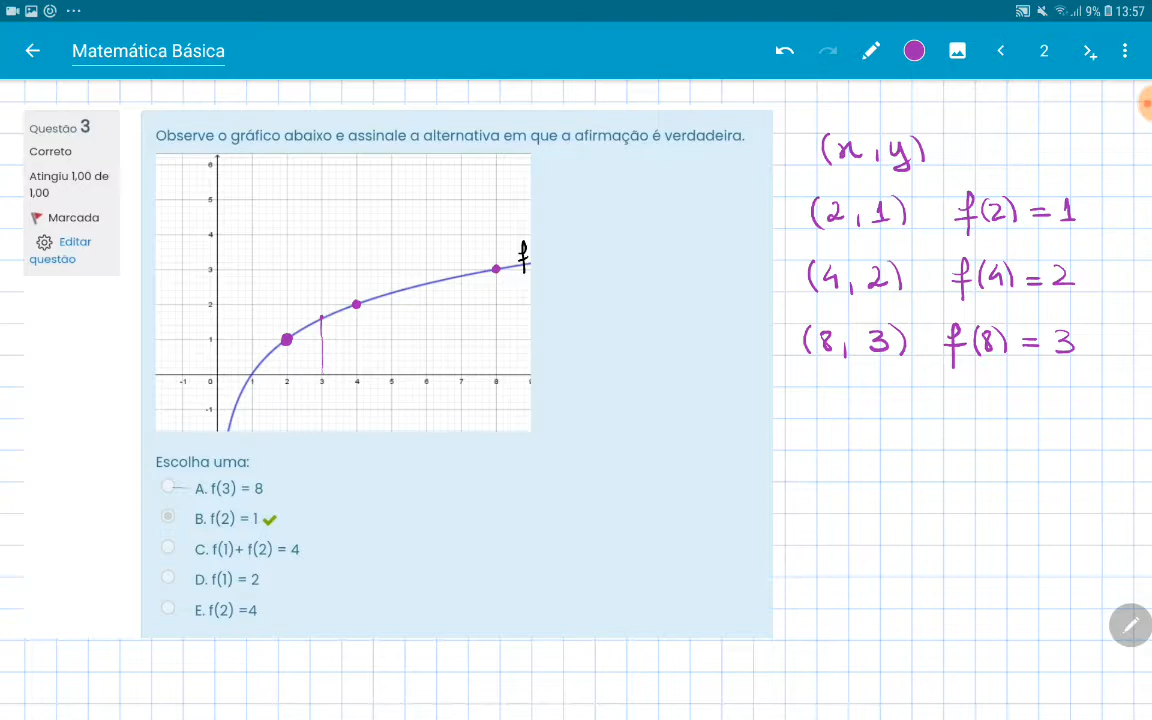 9% 13:57
Matemática Básica
2
Questão 3
Correto
Atingiu 1,00 de
1,00
Marcada
Editar
questão
Observe o gráfico abaixo e assinale a alternativa em que a afirmação é verdadeira.
6
5
4
3
2
1
-1
-1 0 1 2 3 4 5 6 7 8
f
Escolha uma:
A. f(3) = 8
B. f(2) = 1
C. f(1)+ f(2) = 4
D. f(1) = 2
E. f(2) =4
(x , y)
(2 , 1) f(2) = 1
(4 , 2) f(4) = 2
(8 , 3) f(8) = 3